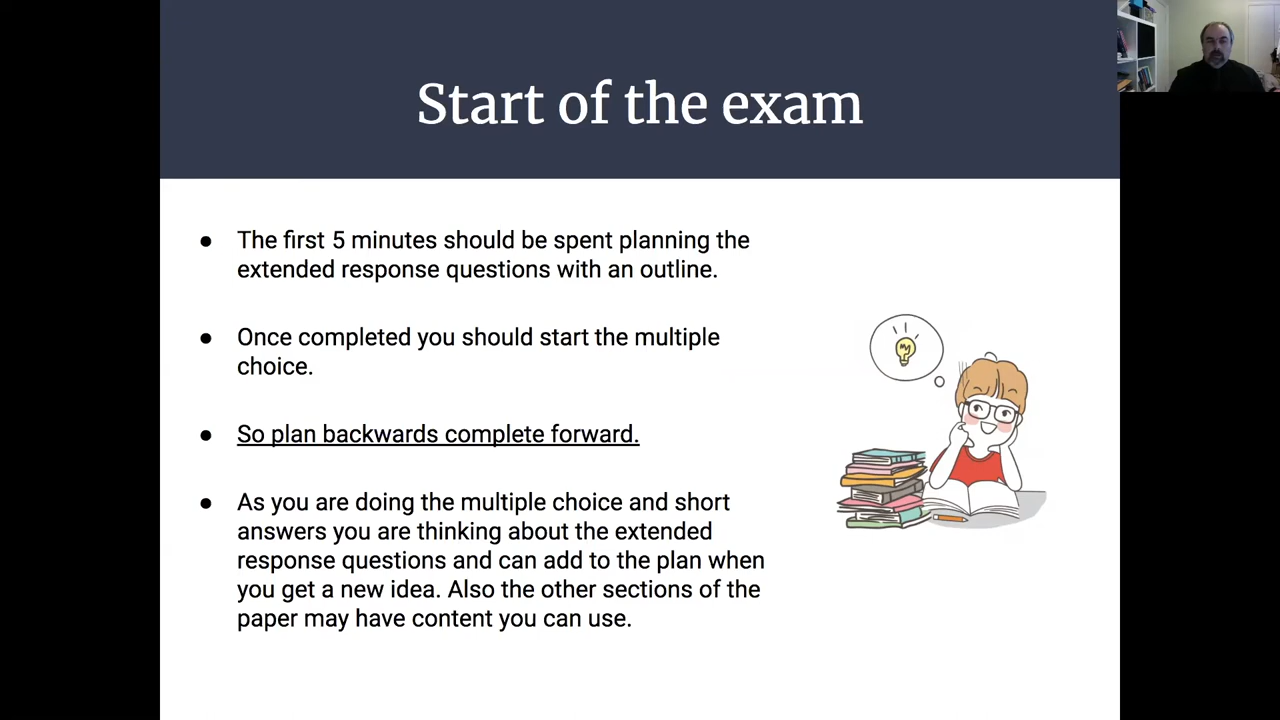 Start of the exam
● The first 5 minutes should be spent planning the
extended response questions with an outline.
● Once completed you should start the multiple
choice.
● So plan backwards complete forward.
● As you are doing the multiple choice and short
answers you are thinking about the extended
response questions and can add to the plan when
you get a new idea. Also the other sections of the
paper may have content you can use.